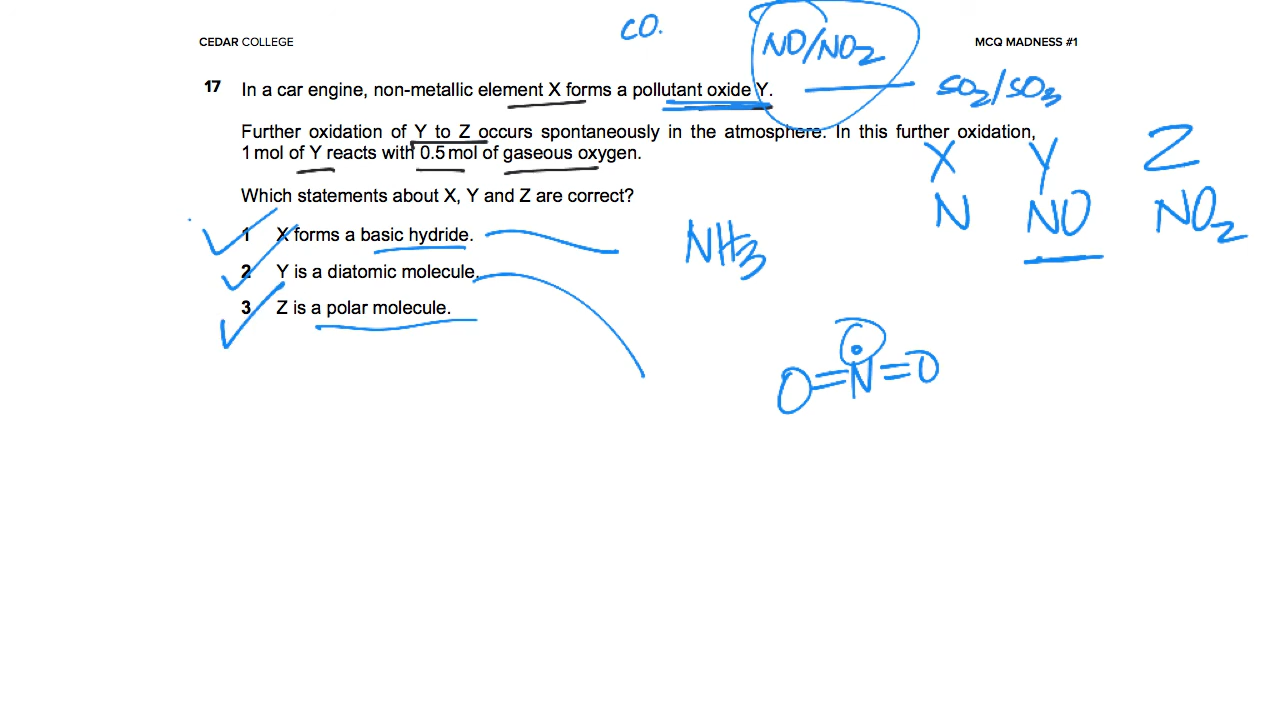 CO.
NO/NO2
CEDAR COLLEGE
MCQ MADNESS #1
17 In a car engine, non-metallic element X forms a pollutant oxide Y.
SO2/SO3
Further oxidation of Y to Z occurs spontaneously in the atmosphere. In this further oxidation,
1 mol of Y reacts with 0.5 mol of gaseous oxygen.
X Y Z
Which statements about X, Y and Z are correct?
N NO NO2
1 X forms a basic hydride.
NH3
2 Y is a diatomic molecule.
3 Z is a polar molecule.
O=N=O